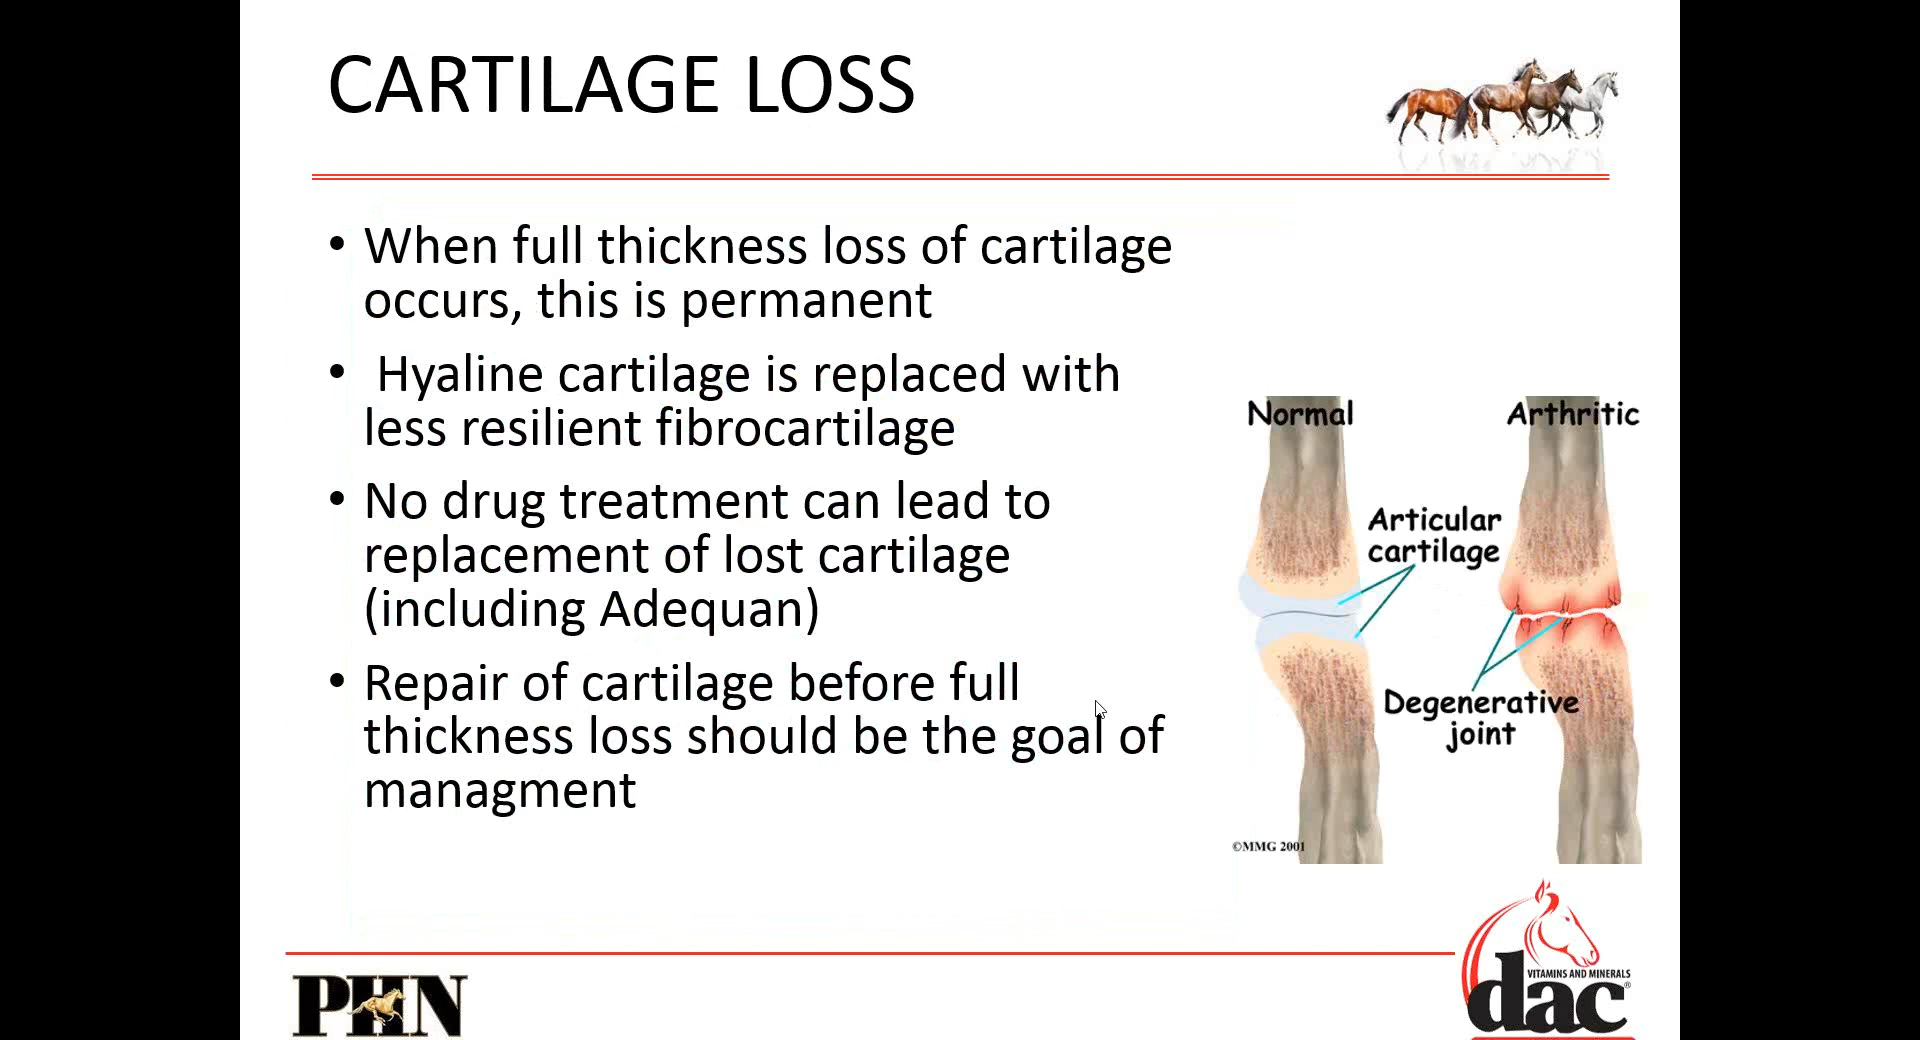 CARTILAGE LOSS
• When full thickness loss of cartilage
occurs, this is permanent
• Hyaline cartilage is replaced with
less resilient fibrocartilage
• No drug treatment can lead to
replacement of lost cartilage
(including Adequan)
• Repair of cartilage before full
thickness loss should be the goal of
managment
Normal
Arthritic
Articular
cartilage
Degenerative
joint
©MMG 2001
PHN
VITAMINS AND MINERALS
dac®